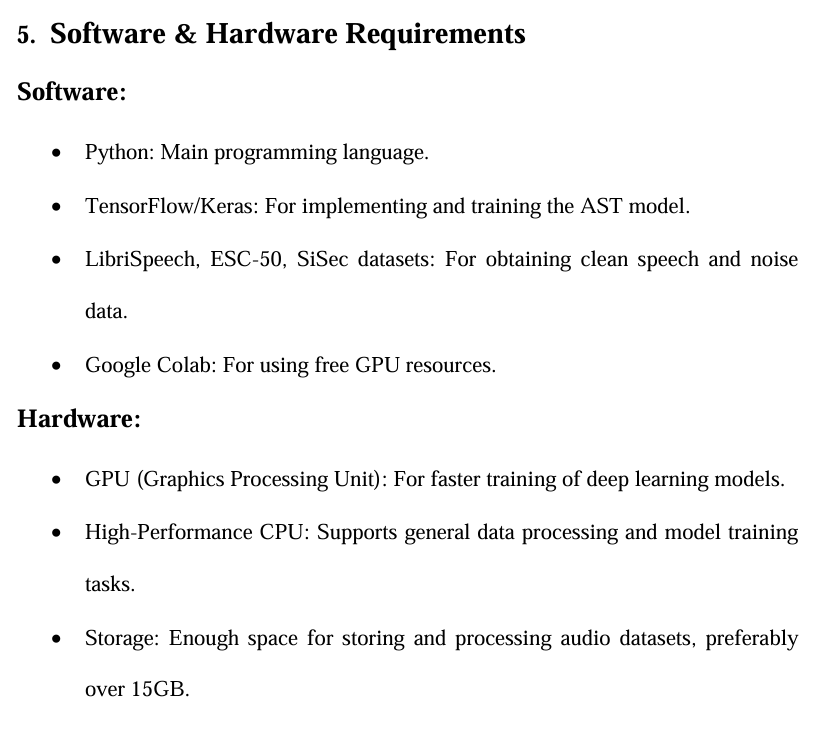 5. Software & Hardware Requirements
Software:
• Python: Main programming language.
• TensorFlow/Keras: For implementing and training the AST model.
• LibriSpeech, ESC-50, SiSec datasets: For obtaining clean speech and noise
data.
• Google Colab: For using free GPU resources.
Hardware:
• GPU (Graphics Processing Unit): For faster training of deep learning models.
• High-Performance CPU: Supports general data processing and model training
tasks.
• Storage: Enough space for storing and processing audio datasets, preferably
over 15GB.